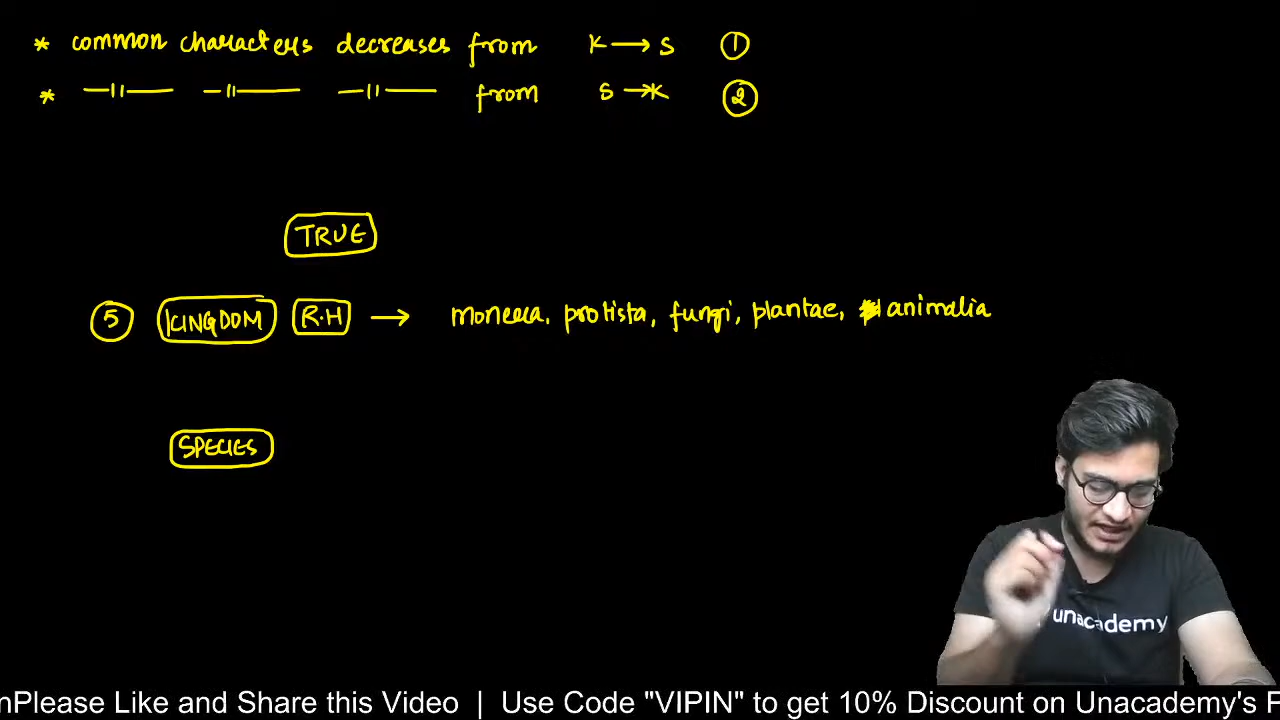 * common characters decreases from K → S ①
* —||— —||— —||— from S → K ②
TRUE
⑤ KINGDOM R.H → monera, protista, fungi, plantae, animalia
SPECIES
unacademy
nPlease Like and Share this Video | Use Code "VIPIN" to get 10% Discount on Unacademy's F